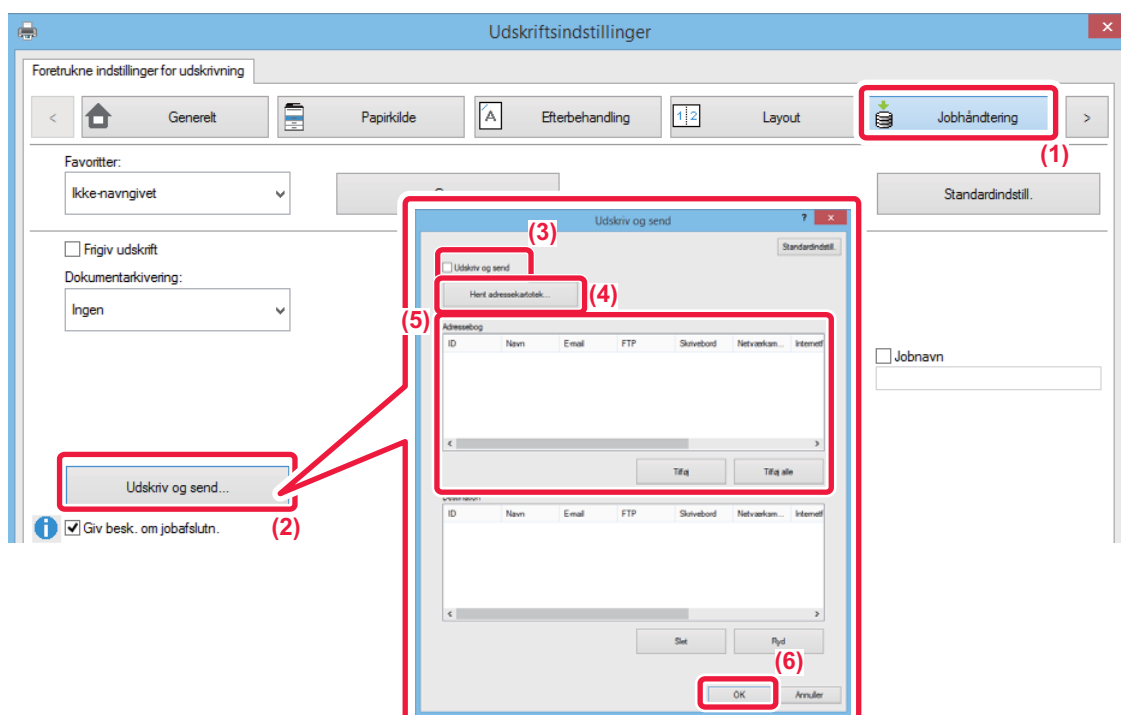 Udskriftsindstillinger
Foretrukne indstillinger for udskrivning
Generelt
Papirkilde
Efterbehandling
Layout
Jobhåndtering
(1)
Favoritter:
Ikke-navngivet
Standardindstill.
Frigiv udskrift
Dokumentarkivering:
Ingen
Jobnavn
Udskriv og send...
(2)
Giv besk. om jobafslutn.
Udskriv og send
(3)
Standardindstill.
Udskriv og send
Hent adressekartotek...
(4)
(5)
Adressebog
ID Navn E-mail FTP Skrivebord Netværksm... Internetf
Tilføj Tilføj alle
Destination
ID Navn E-mail FTP Skrivebord Netværksm... Internetf
Slet Ryd
(6)
OK Annuller